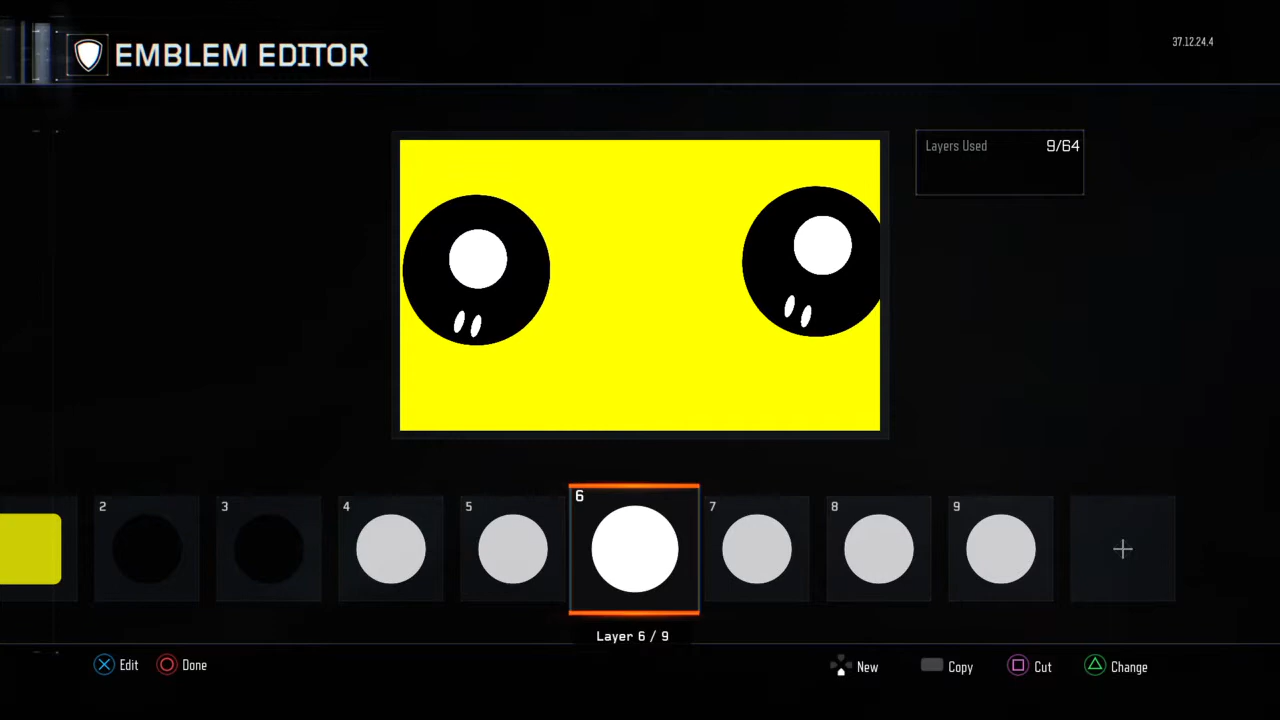 EMBLEM EDITOR
37.12.24.4
Layers Used 9/64
2 3 4 5 6 7 8 9
Layer 6 / 9
Edit Done New Copy Cut Change